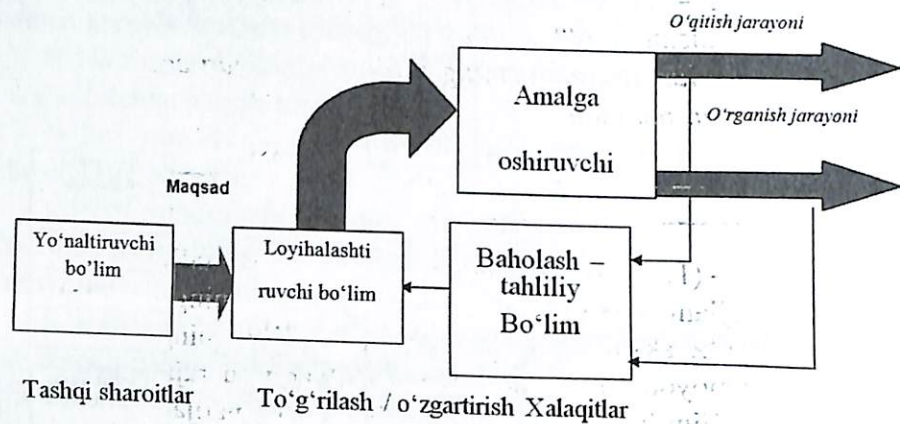 O‘qitish jarayoni
Amalga
oshiruvchi
O‘rganish jarayoni
Maqsad
Yo‘naltiruvchi
bo’lim
Loyihalashti
ruvchi bo‘lim
Baholash –
tahliliy
Bo‘lim
Tashqi sharoitlar
To‘g‘rilash / o‘zgartirish Xalaqitlar